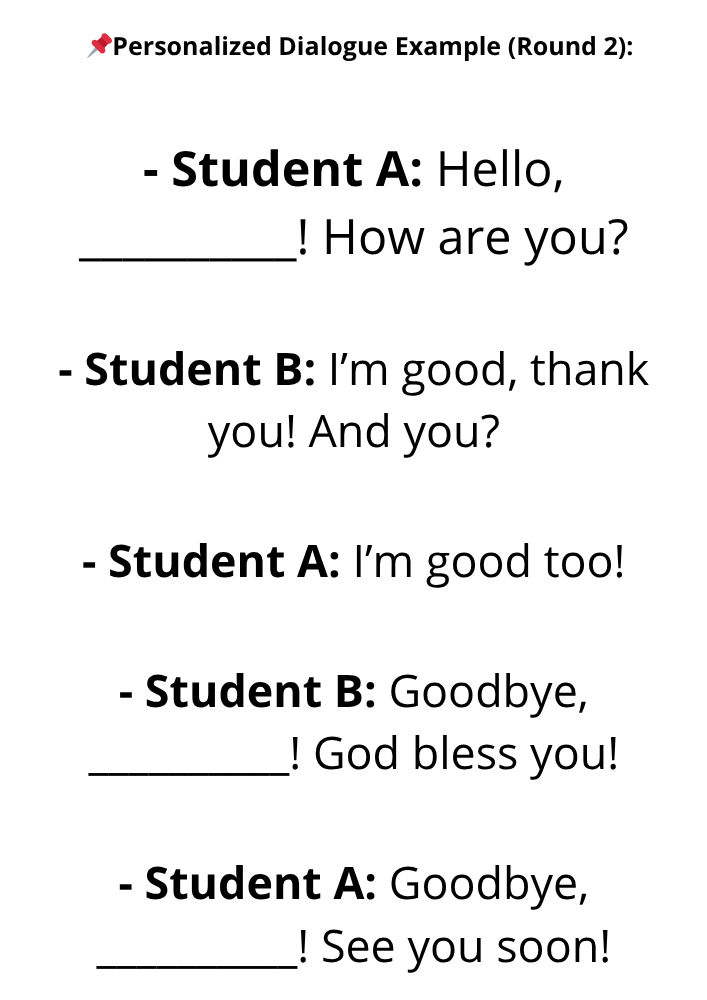 📌Personalized Dialogue Example (Round 2):
- Student A: Hello,
__________! How are you?
- Student B: I’m good, thank
you! And you?
- Student A: I’m good too!
- Student B: Goodbye,
__________! God bless you!
- Student A: Goodbye,
__________! See you soon!